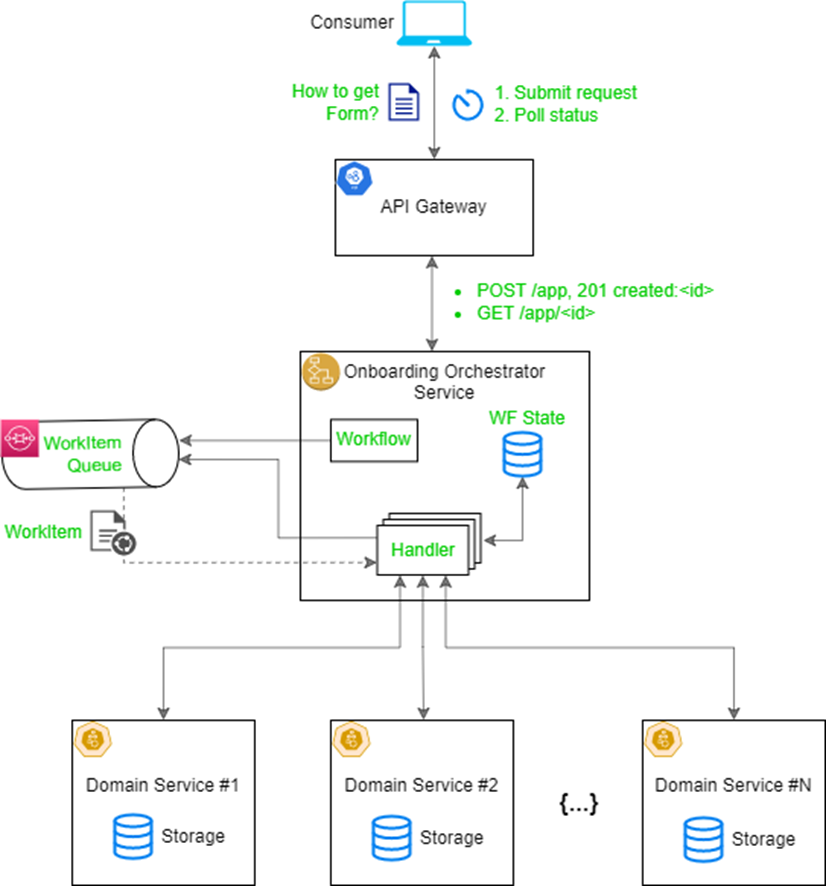 Consumer
How to get
Form?
1. Submit request
2. Poll status
API Gateway
• POST /app, 201 created:<id>
• GET /app/<id>
Onboarding Orchestrator
Service
WF State
Workflow
WorkItem
Queue
WorkItem
Handler
Domain Service #1
Storage
Domain Service #2
Storage
{...}
Domain Service #N
Storage